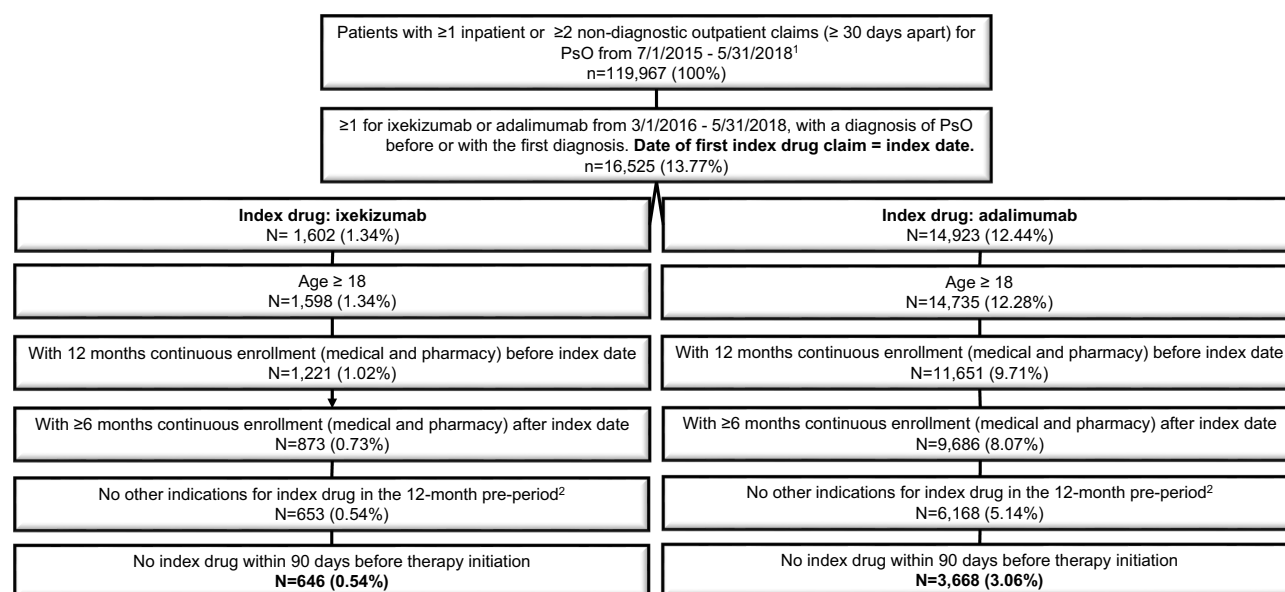 Patients with ≥1 inpatient or ≥2 non-diagnostic outpatient claims (≥ 30 days apart) for
PsO from 7/1/2015 - 5/31/2018¹
n=119,967 (100%)
≥1 for ixekizumab or adalimumab from 3/1/2016 - 5/31/2018, with a diagnosis of PsO
before or with the first diagnosis. Date of first index drug claim = index date.
n=16,525 (13.77%)
Index drug: ixekizumab
N= 1,602 (1.34%)
Age ≥ 18
N=1,598 (1.34%)
With 12 months continuous enrollment (medical and pharmacy) before index date
N=1,221 (1.02%)
With ≥6 months continuous enrollment (medical and pharmacy) after index date
N=873 (0.73%)
No other indications for index drug in the 12-month pre-period²
N=653 (0.54%)
No index drug within 90 days before therapy initiation
N=646 (0.54%)
Index drug: adalimumab
N=14,923 (12.44%)
Age ≥ 18
N=14,735 (12.28%)
With 12 months continuous enrollment (medical and pharmacy) before index date
N=11,651 (9.71%)
With ≥6 months continuous enrollment (medical and pharmacy) after index date
N=9,686 (8.07%)
No other indications for index drug in the 12-month pre-period²
N=6,168 (5.14%)
No index drug within 90 days before therapy initiation
N=3,668 (3.06%)